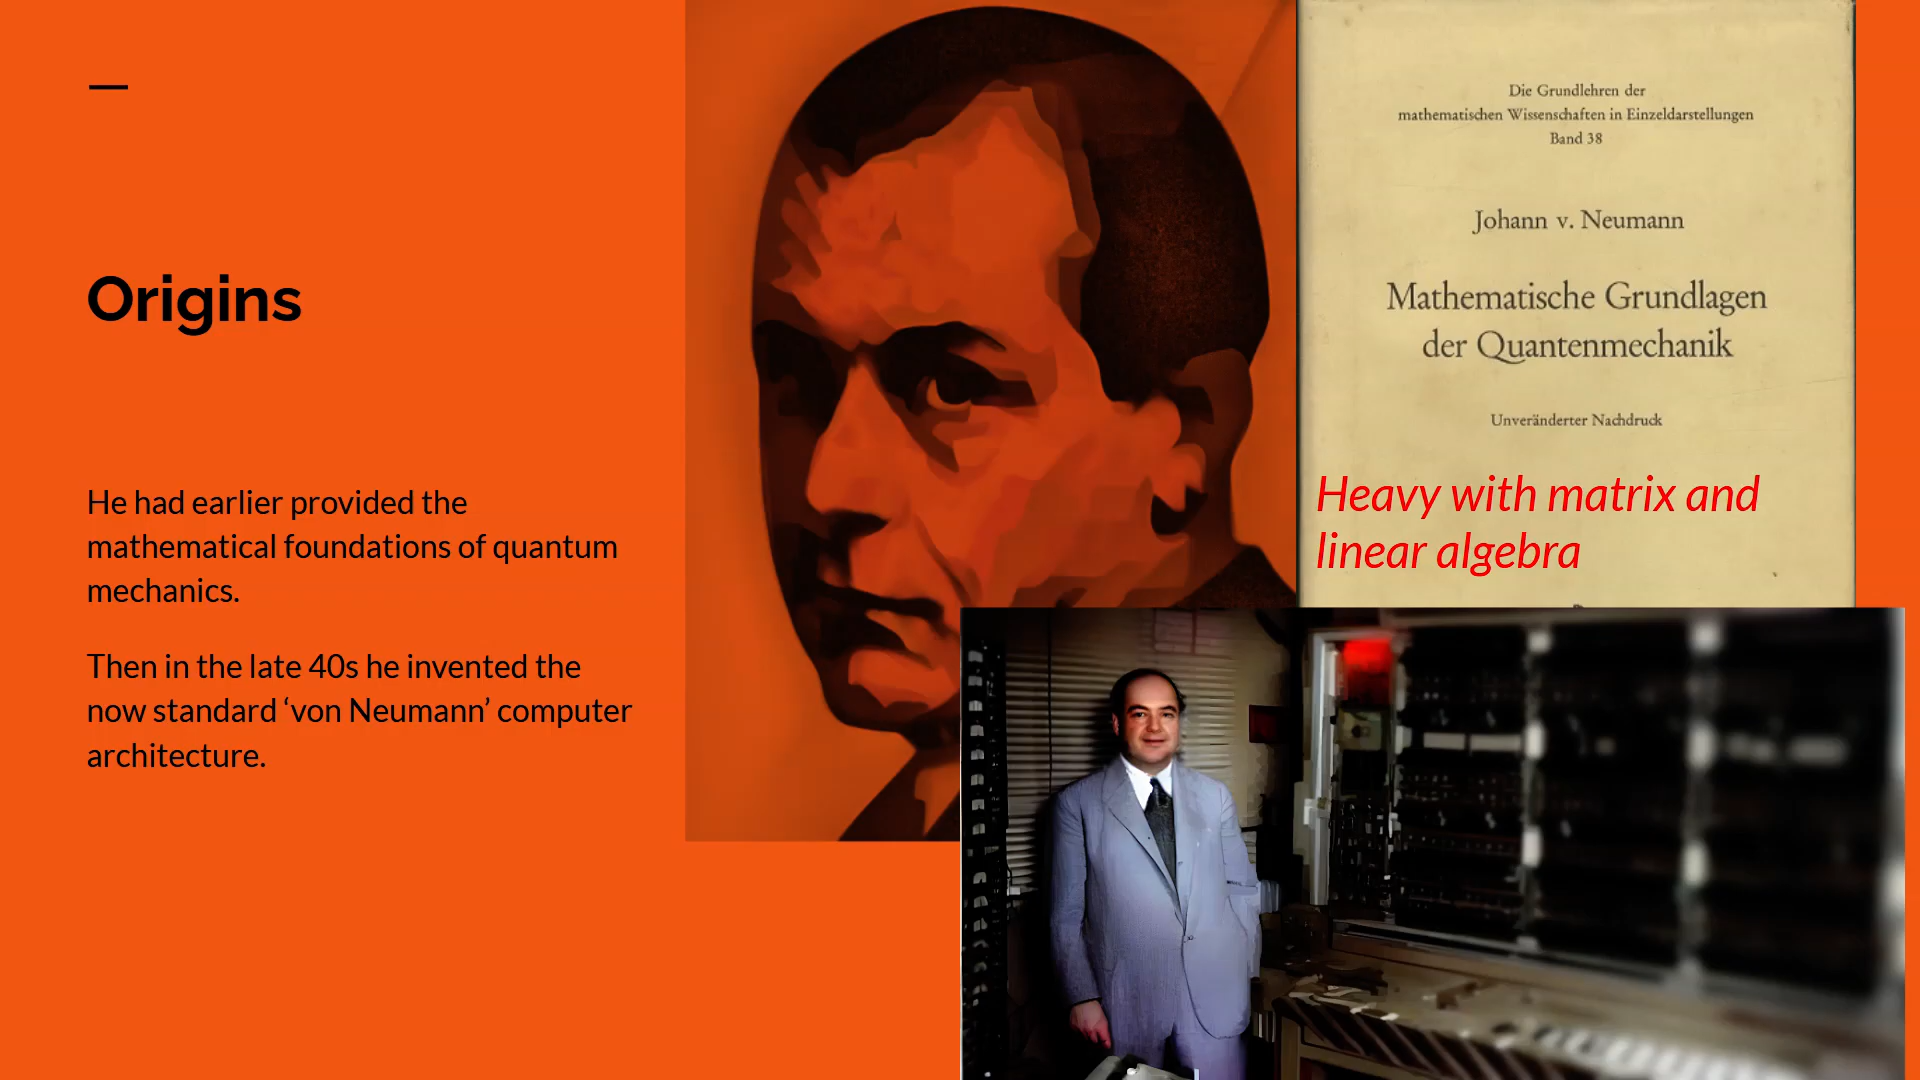 Origins
He had earlier provided the
mathematical foundations of quantum
mechanics.
Then in the late 40s he invented the
now standard ‘von Neumann’ computer
architecture.
Die Grundlehren der
mathematischen Wissenschaften in Einzeldarstellungen
Band 38
Johann v. Neumann
Mathematische Grundlagen
der Quantenmechanik
Unveränderter Nachdruck
Heavy with matrix and
linear algebra